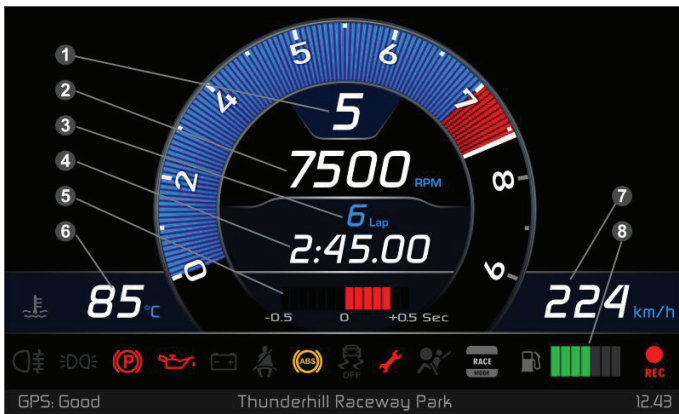 1
2
3
4
5
6
7
8
0
2
4
5
6
7
8
9
5
7500 RPM
6 Lap
2:45.00
-0.5 0 +0.5 Sec
85 °C
224 km/h
P
ABS
OFF
RACE
MODE
REC
GPS: Good
Thunderhill Raceway Park
12.43